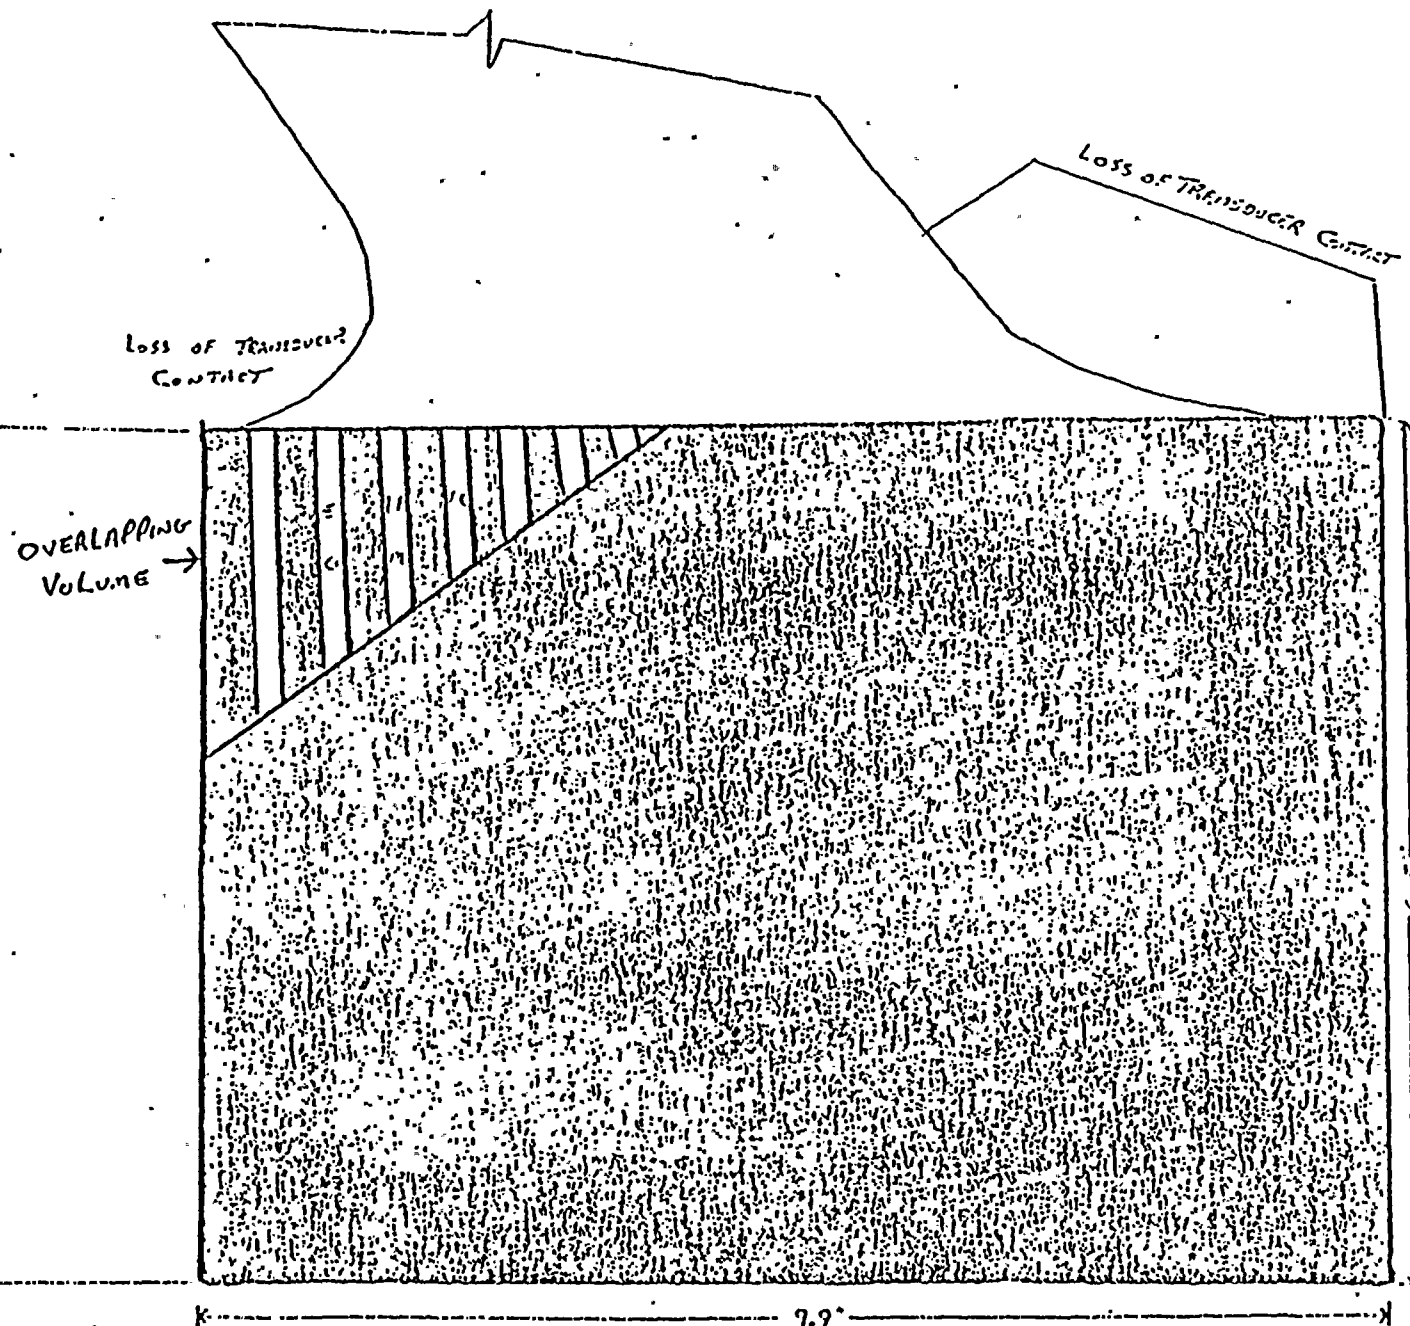 LOSS OF TRANSDUCER CONTACT
LOSS OF TRANSDUCER
CONTACT
OVERLAPPING
VOLUME